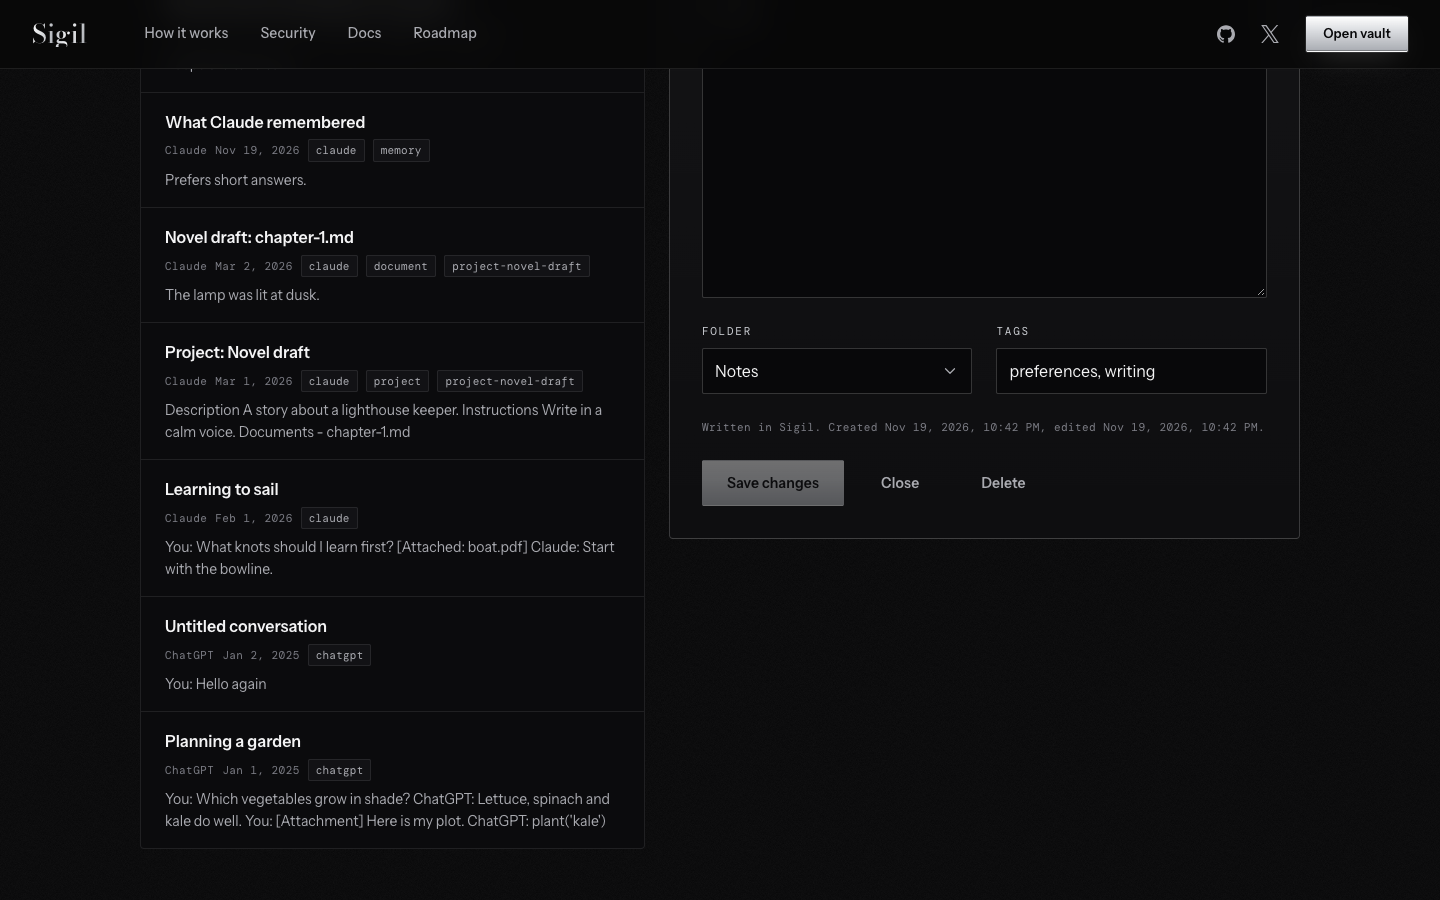 Sigil
How it works
Security
Docs
Roadmap
Open vault
What Claude remembered
Claude Nov 19, 2026 claude memory
Prefers short answers.
Novel draft: chapter-1.md
Claude Mar 2, 2026 claude document project-novel-draft
The lamp was lit at dusk.
Project: Novel draft
Claude Mar 1, 2026 claude project project-novel-draft
Description A story about a lighthouse keeper. Instructions Write in a
calm voice. Documents - chapter-1.md
Learning to sail
Claude Feb 1, 2026 claude
You: What knots should I learn first? [Attached: boat.pdf] Claude: Start
with the bowline.
Untitled conversation
ChatGPT Jan 2, 2025 chatgpt
You: Hello again
Planning a garden
ChatGPT Jan 1, 2025 chatgpt
You: Which vegetables grow in shade? ChatGPT: Lettuce, spinach and
kale do well. You: [Attachment] Here is my plot. ChatGPT: plant('kale')
FOLDER
Notes
TAGS
preferences, writing
Written in Sigil. Created Nov 19, 2026, 10:42 PM, edited Nov 19, 2026, 10:42 PM.
Save changes
Close
Delete